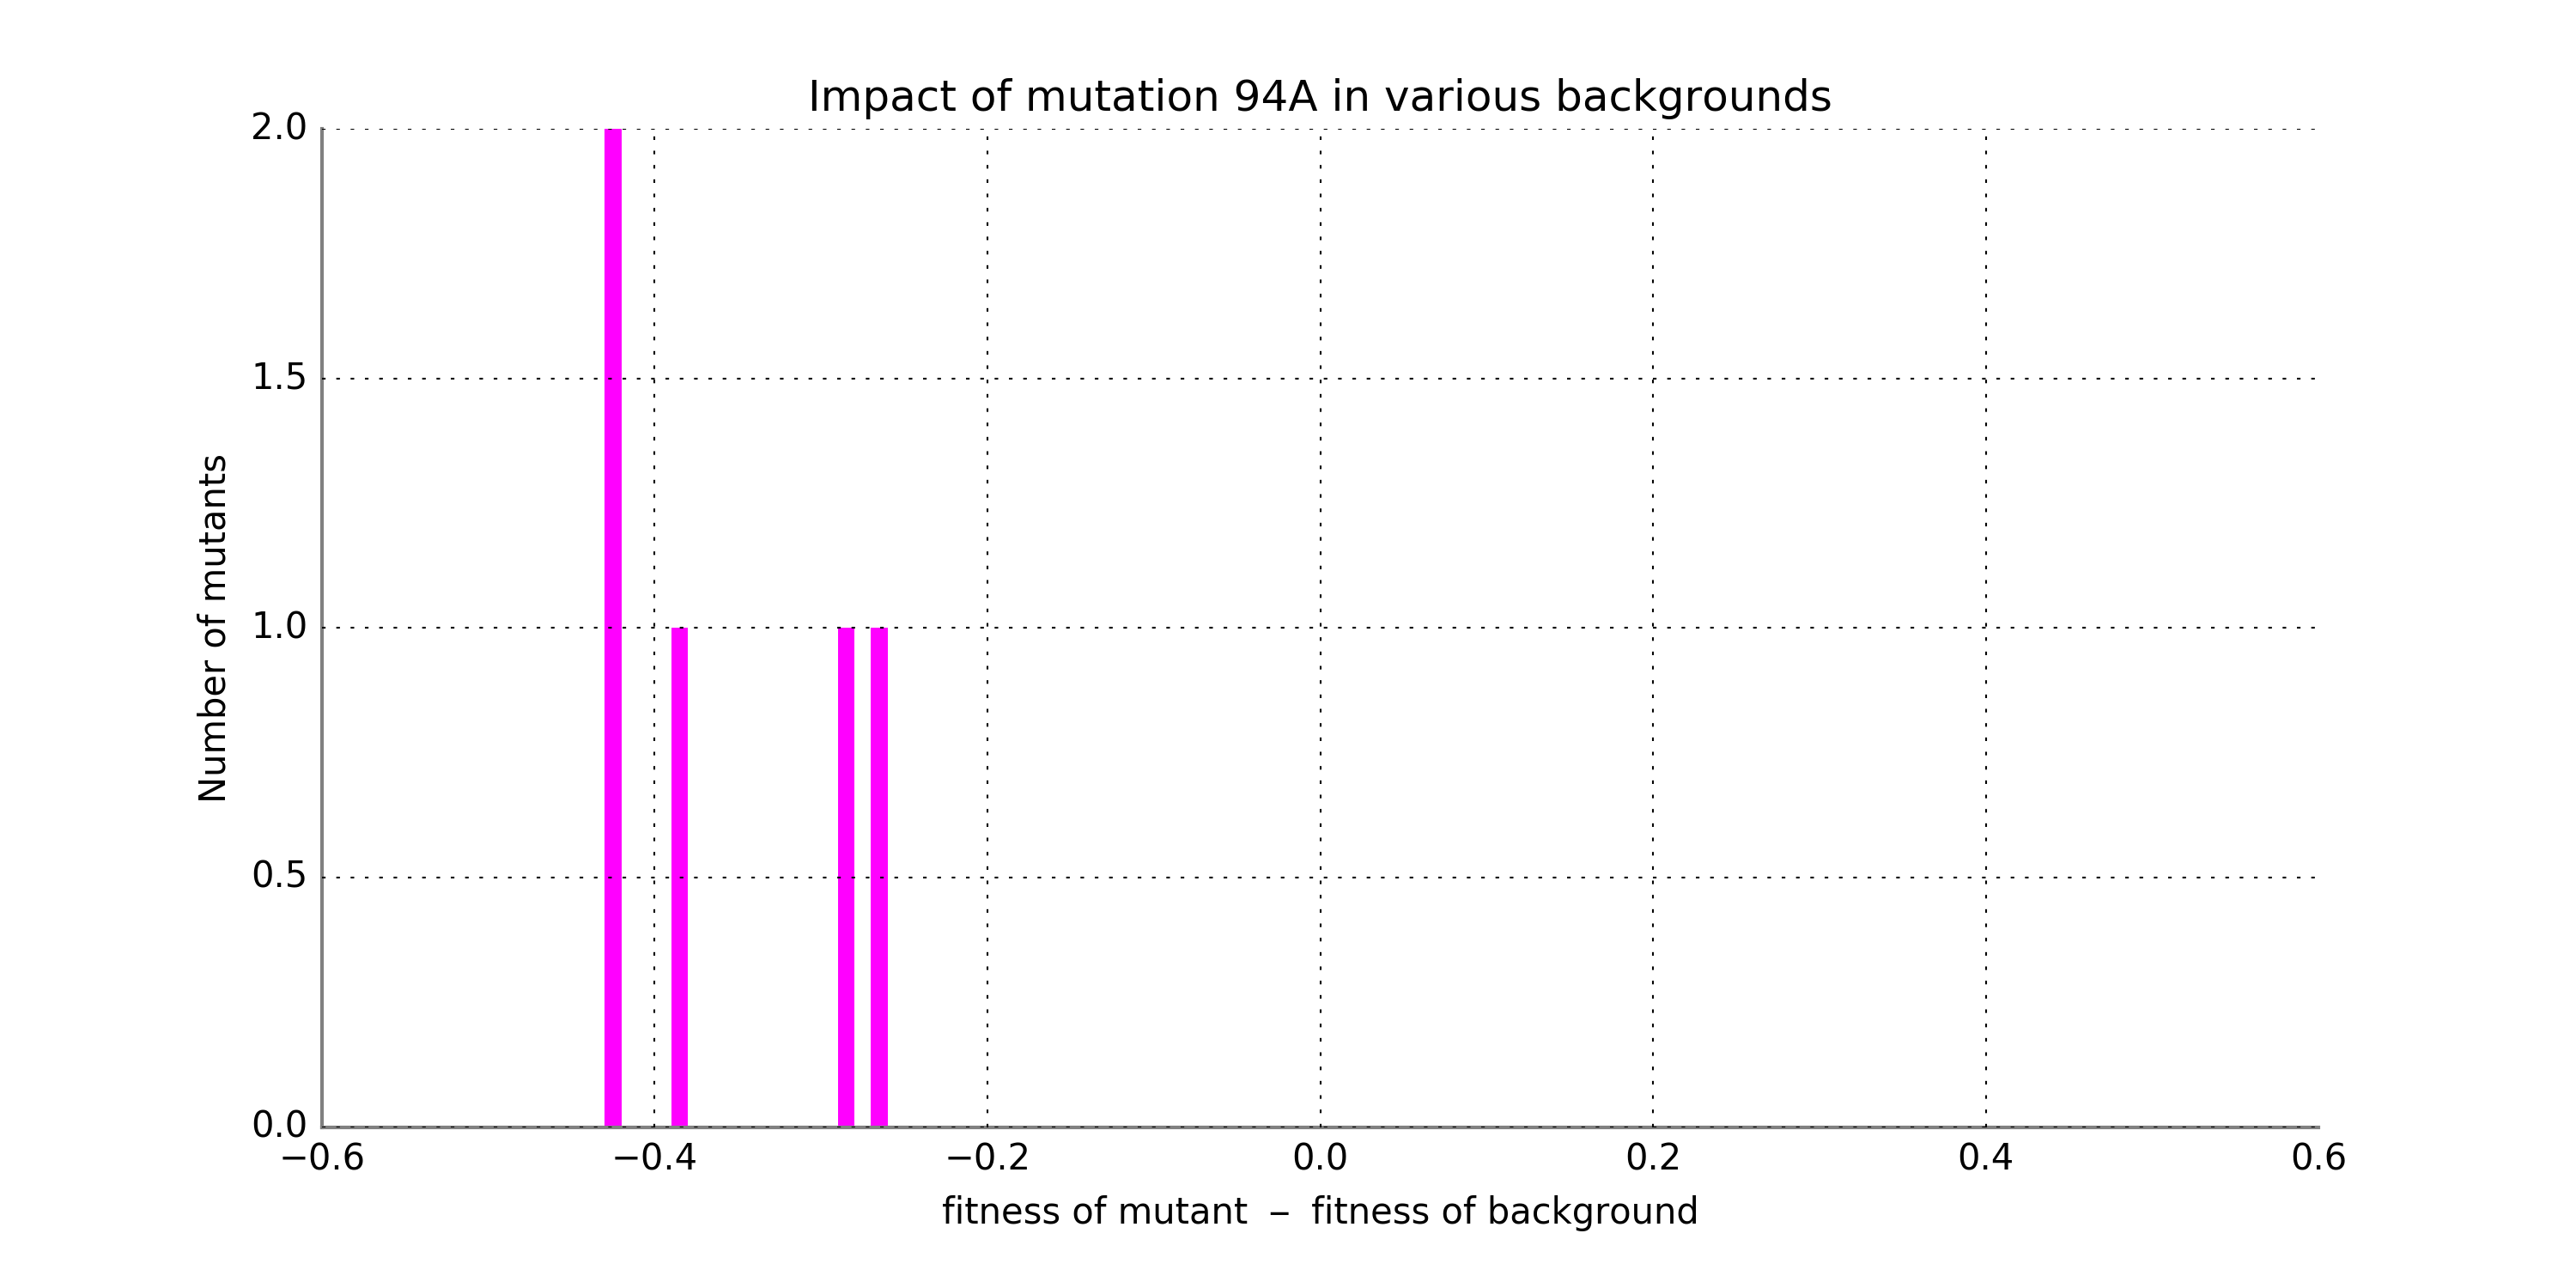 Impact of mutation 94A in various backgrounds
2.0
1.5
1.0
0.5
0.0
Number of mutants
−0.6 −0.4 −0.2 0.0 0.2 0.4 0.6
fitness of mutant − fitness of background